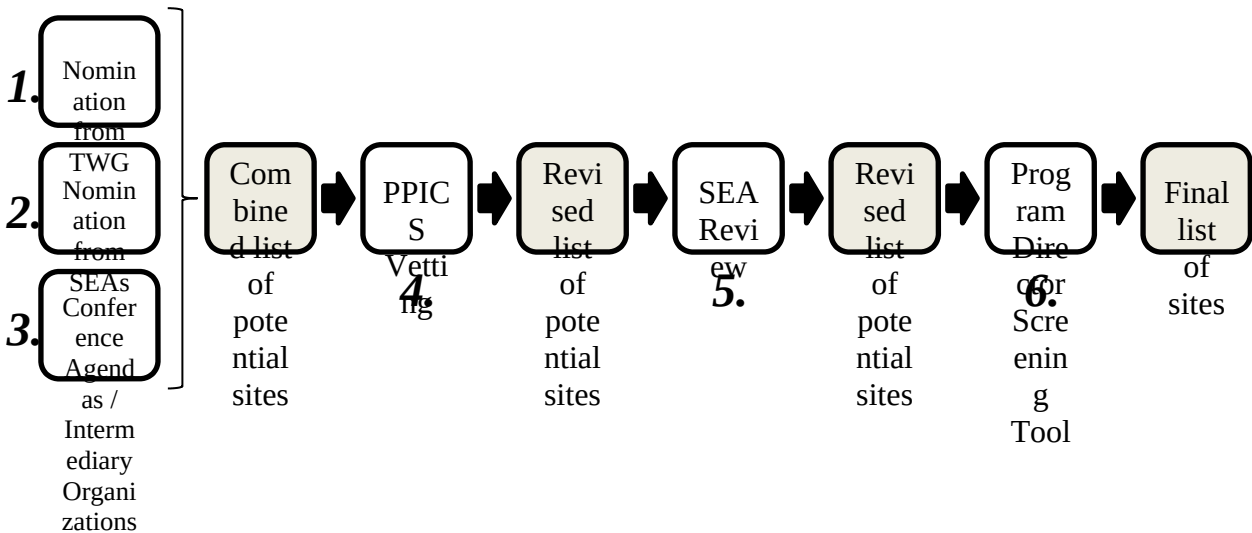 1.
Nomin
ation
from
TWG
2.
Nomin
ation
from
SEAs
3.
Confer
ence
Agend
as /
Interm
ediary
Organi
zations
Com
bine
d list
of
pote
ntial
sites
PPIC
S
Vetti
ng
4.
Revi
sed
list
of
pote
ntial
sites
SEA
Revi
ew
5.
Revi
sed
list
of
pote
ntial
sites
Prog
ram
Dire
ctor
Scre
enin
g
Tool
6.
Final
list
of
sites